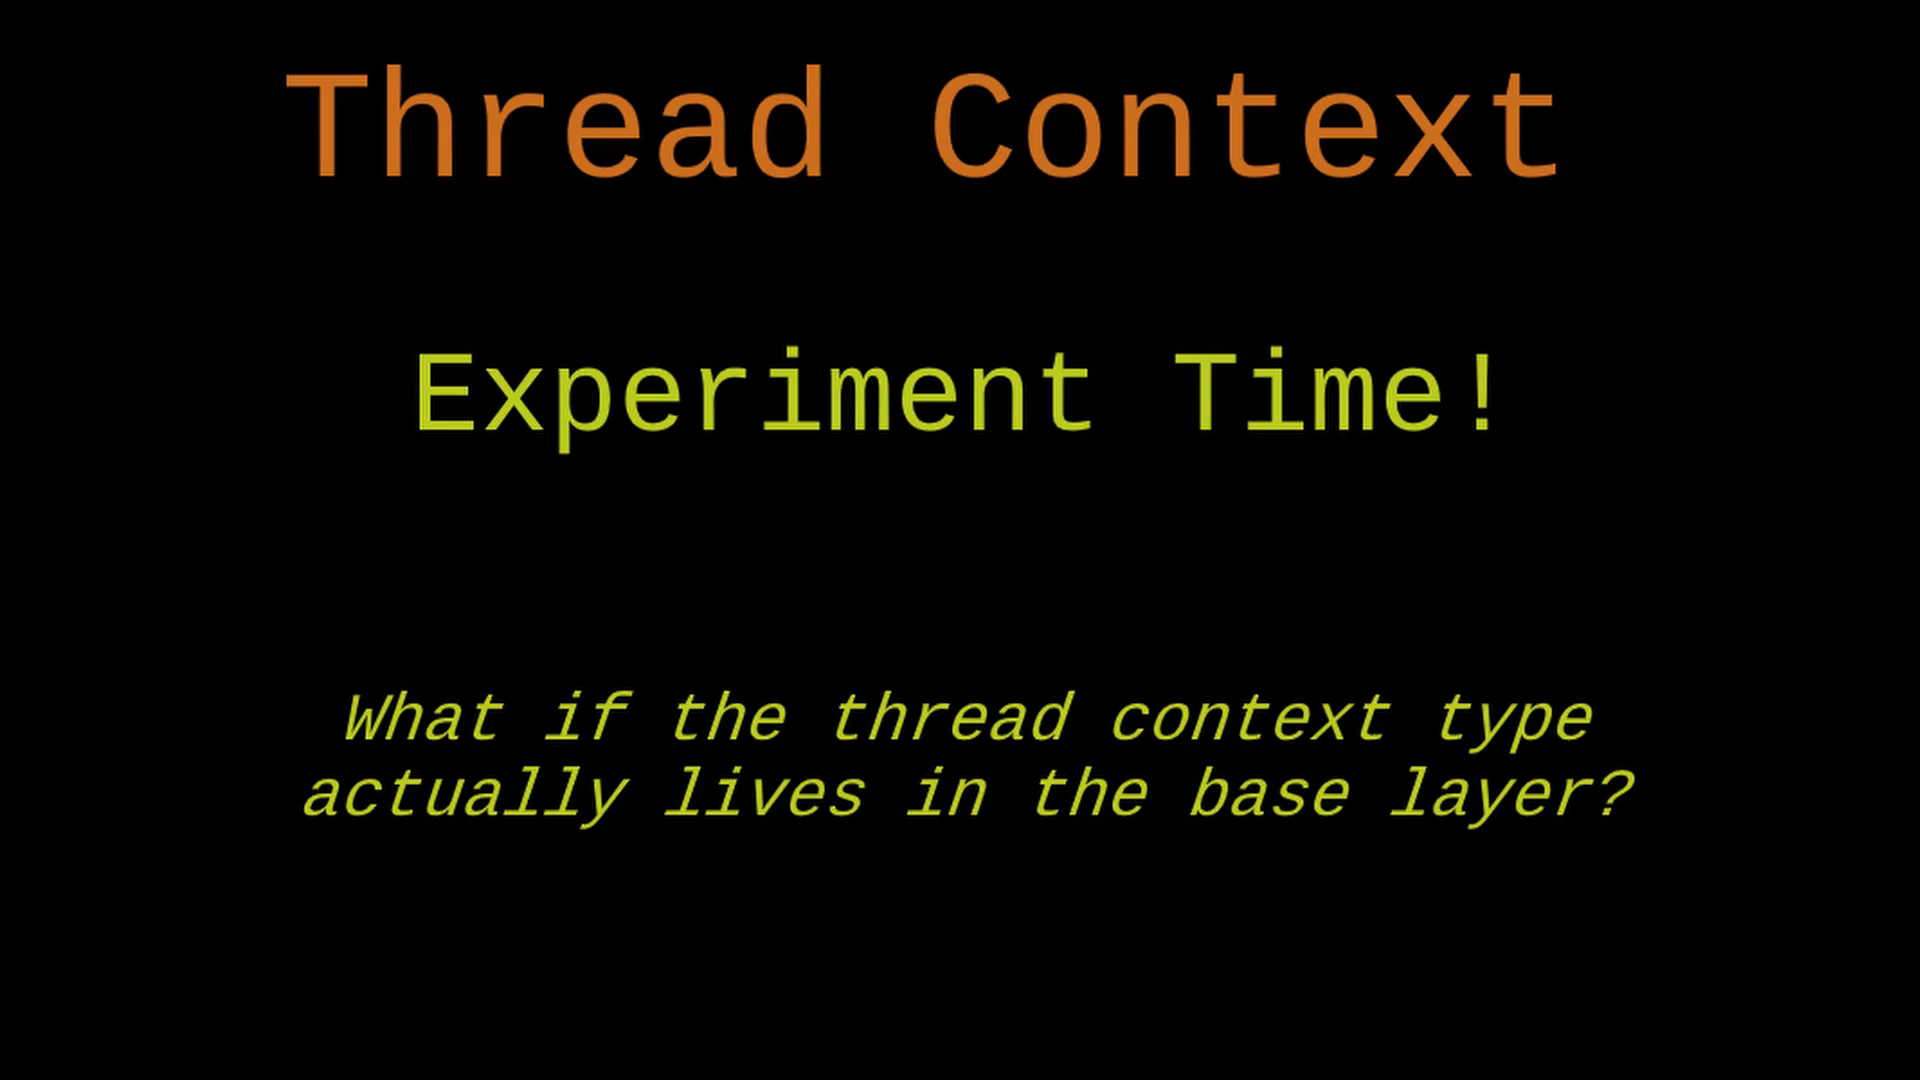 Thread Context
Experiment Time!
What if the thread context type
actually lives in the base layer?